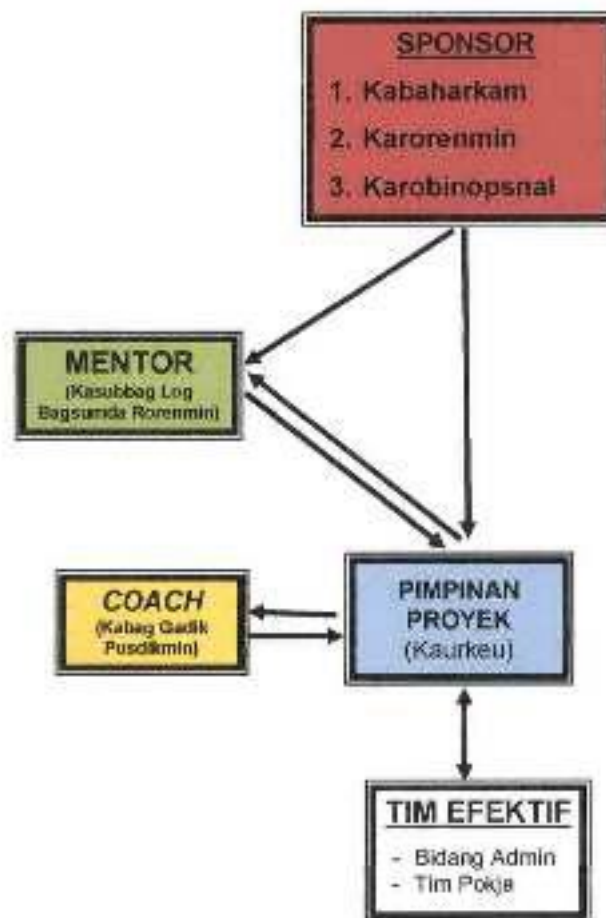 SPONSOR
1. Kabaharkam
2. Karorenmin
3. Karobinopsnal
MENTOR
(Kasubbag Log
Bagsumda Rorenmin)
COACH
(Kabag Gadik
Pusdikmin)
PIMPINAN
PROYEK
(Kaurkeu)
TIM EFEKTIF
- Bidang Admin
- Tim Pokja